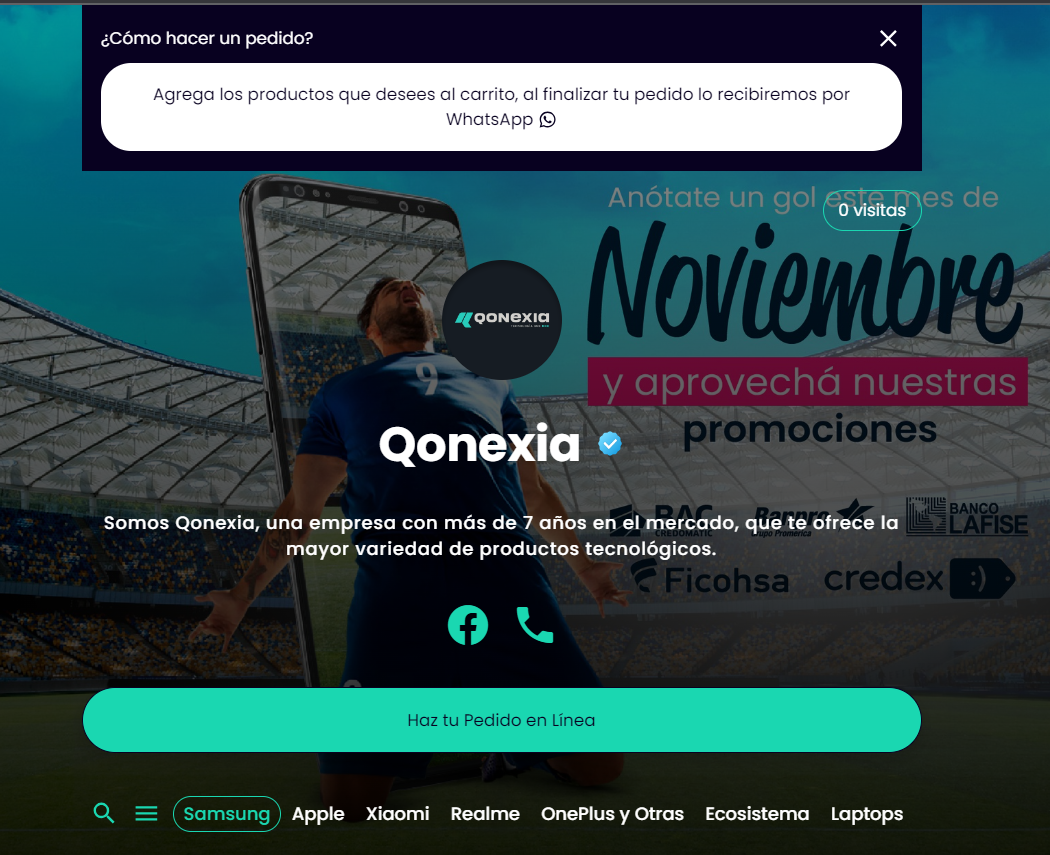 ¿Cómo hacer un pedido?
Agrega los productos que desees al carrito, al finalizar tu pedido lo recibiremos por
WhatsApp
Anótate un gol este mes de
0 visitas
Noviembre
QONEXIA
y aprovechá nuestras
promociones
9
Qonexia
BAC
CREDOMATIC
Banpro
Grupo Promerica
BANCO
LAFISE
Somos Qonexia, una empresa con más de 7 años en el mercado, que te ofrece la
mayor variedad de productos tecnológicos.
Ficohsa
credex
Haz tu Pedido en Línea
Samsung Apple Xiaomi Realme OnePlus y Otras Ecosistema Laptops